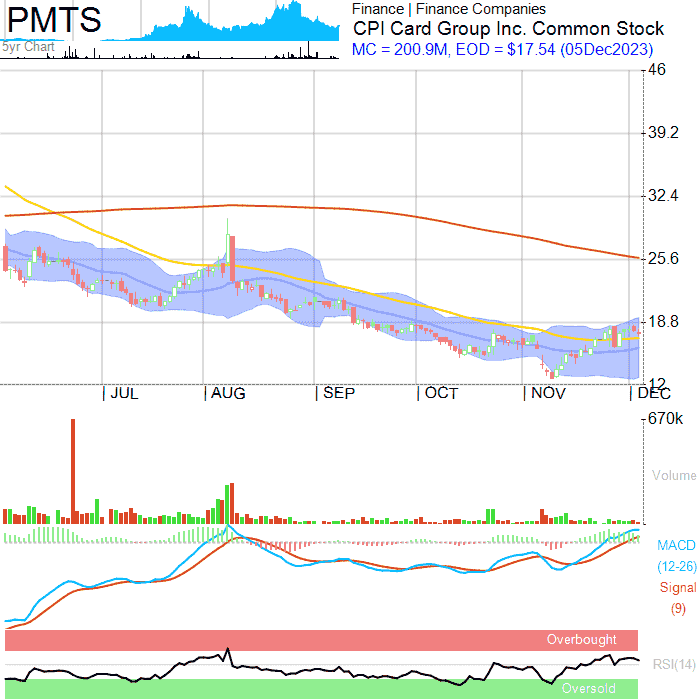 PMTS
5yr Chart
Finance | Finance Companies
CPI Card Group Inc. Common Stock
MC = 200.9M, EOD = $17.54 (05Dec2023)
46
39.2
32.4
25.6
18.8
12
JUL
AUG
SEP
OCT
NOV
DEC
670k
Volume
MACD
(12-26)
Signal
(9)
Overbought
RSI(14)
Oversold